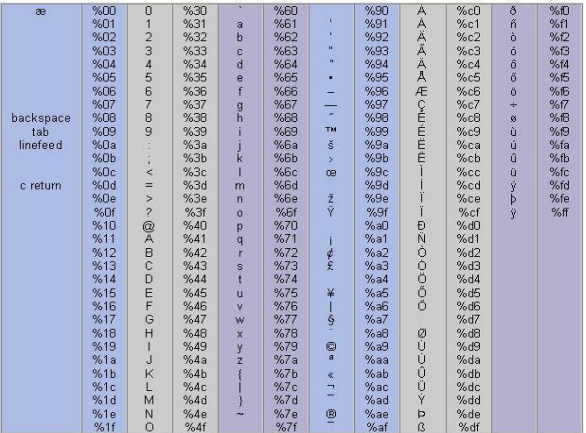 æ %00 0 %30 ` %60 %90 À %c0 ð %f0
%01 1 %31 a %61 ‘ %91 Á %c1 ñ %f1
%02 2 %32 b %62 ’ %92 Â %c2 ò %f2
%03 3 %33 c %63 “ %93 Ã %c3 ó %f3
%04 4 %34 d %64 ” %94 Ä %c4 ô %f4
%05 5 %35 e %65 • %95 Å %c5 õ %f5
%06 6 %36 f %66 – %96 Æ %c6 ö %f6
%07 7 %37 g %67 — %97 Ç %c7 ÷ %f7
backspace %08 8 %38 h %68 ˜ %98 È %c8 ø %f8
tab %09 9 %39 i %69 ™ %99 É %c9 ù %f9
linefeed %0a : %3a j %6a š %9a Ê %ca ú %fa
%0b ; %3b k %6b › %9b Ë %cb û %fb
%0c < %3c l %6c œ %9c Ì %cc ü %fc
c return %0d = %3d m %6d %9d Í %cd ý %fd
%0e > %3e n %6e ž %9e Î %ce þ %fe
%0f ? %3f o %6f Ÿ %9f Ï %cf ÿ %ff
%10 @ %40 p %70 %a0 Ð %d0
%11 A %41 q %71 ¡ %a1 Ñ %d1
%12 B %42 r %72 ¢ %a2 Ò %d2
%13 C %43 s %73 £ %a3 Ó %d3
%14 D %44 t %74 %a4 Ô %d4
%15 E %45 u %75 ¥ %a5 Õ %d5
%16 F %46 v %76 | %a6 Ö %d6
%17 G %47 w %77 § %a7 %d7
%18 H %48 x %78 ¨ %a8 Ø %d8
%19 I %49 y %79 © %a9 Ù %d9
%1a J %4a z %7a ª %aa Ú %da
%1b K %4b { %7b « %ab Û %db
%1c L %4c | %7c ¬ %ac Ü %dc
%1d M %4d } %7d ¯ %ad Ý %dd
%1e N %4e ~ %7e ® %ae Þ %de
%1f O %4f %7f ¯ %af %df